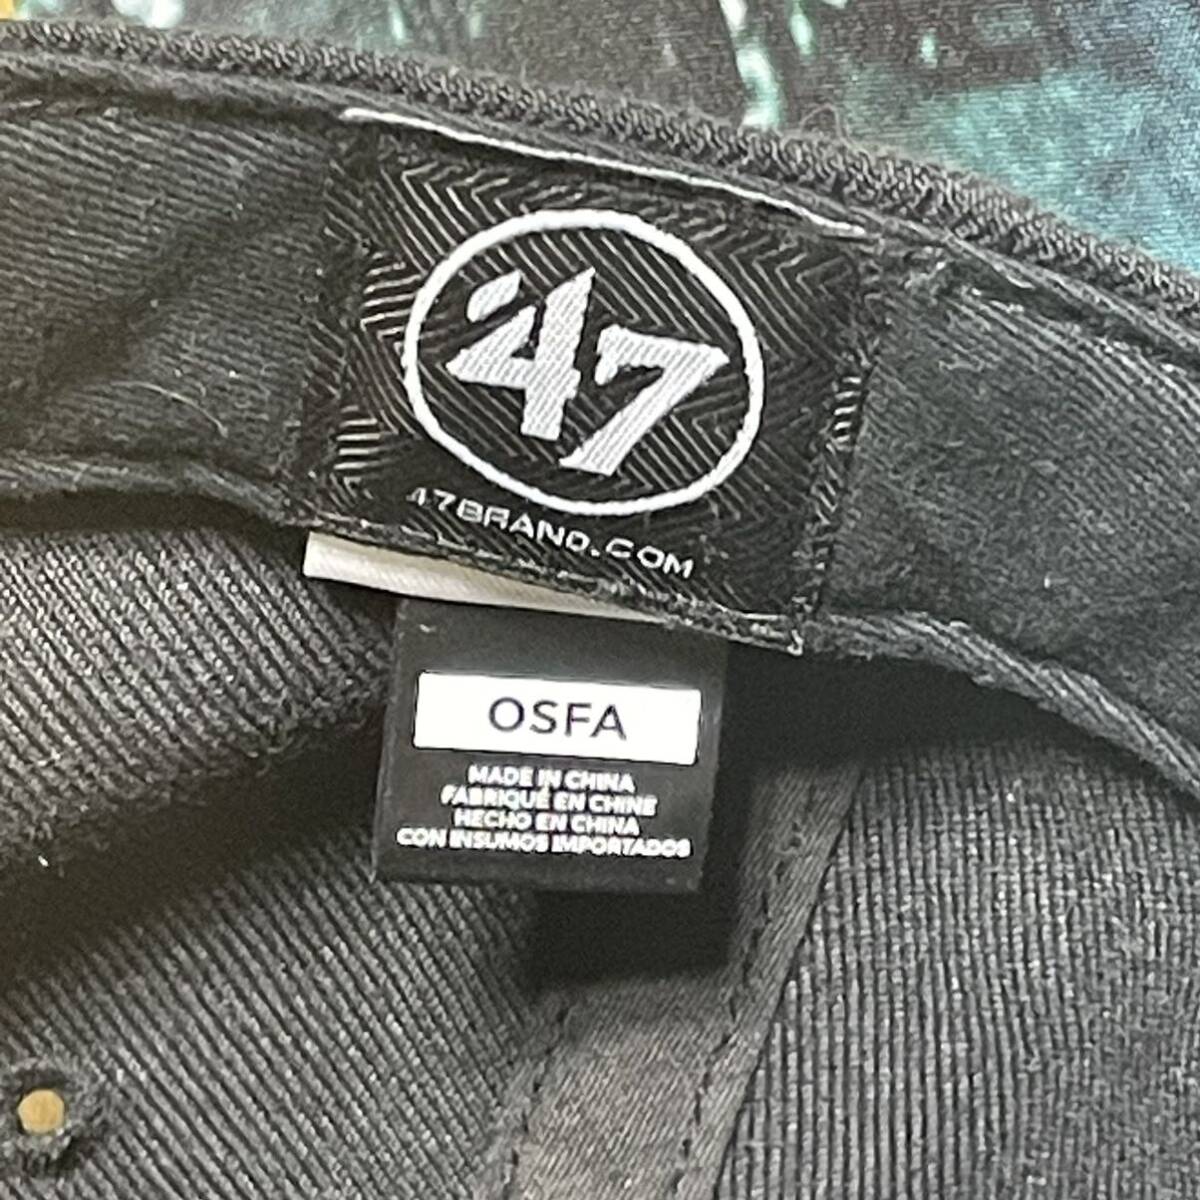 '47
47BRAND.COM
OSFA
MADE IN CHINA
FABRIQUÉ EN CHINE
HECHO EN CHINA
CON INSUMOS IMPORTADOS